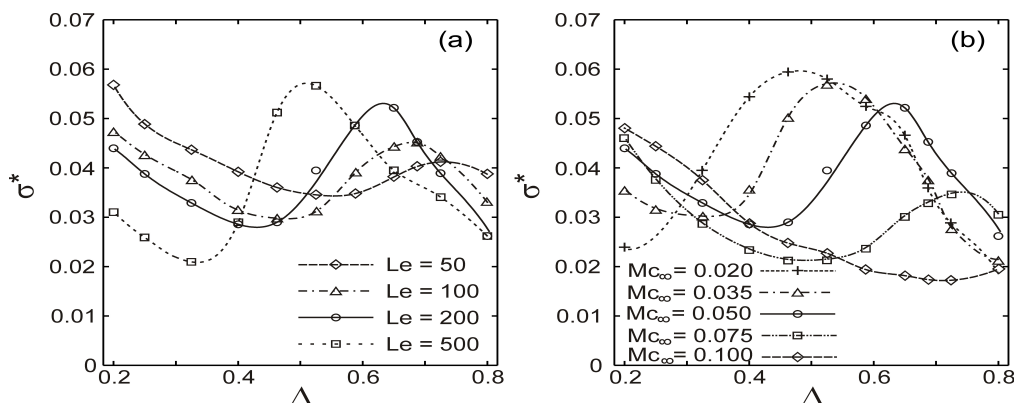 0.07
0.06
0.05
0.04
0.03
0.02
0.01
0
σ*
(a)
Le = 50
Le = 100
Le = 200
Le = 500
0.2
0.4
0.6
0.8
Δ
0.07
0.06
0.05
0.04
0.03
0.02
0.01
0
σ*
(b)
Mc∞ = 0.020
Mc∞ = 0.035
Mc∞ = 0.050
Mc∞ = 0.075
Mc∞ = 0.100
0.2
0.4
0.6
0.8